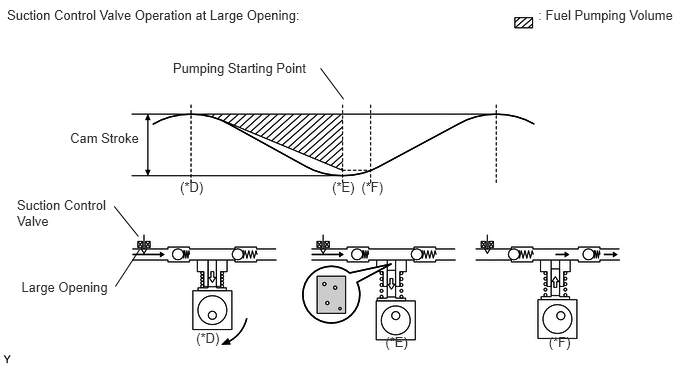 Suction Control Valve Operation at Large Opening:
: Fuel Pumping Volume
Pumping Starting Point
Cam Stroke
(*D)
(*E)
(*F)
Suction Control
Valve
Large Opening
(*D)
(*E)
(*F)
Y